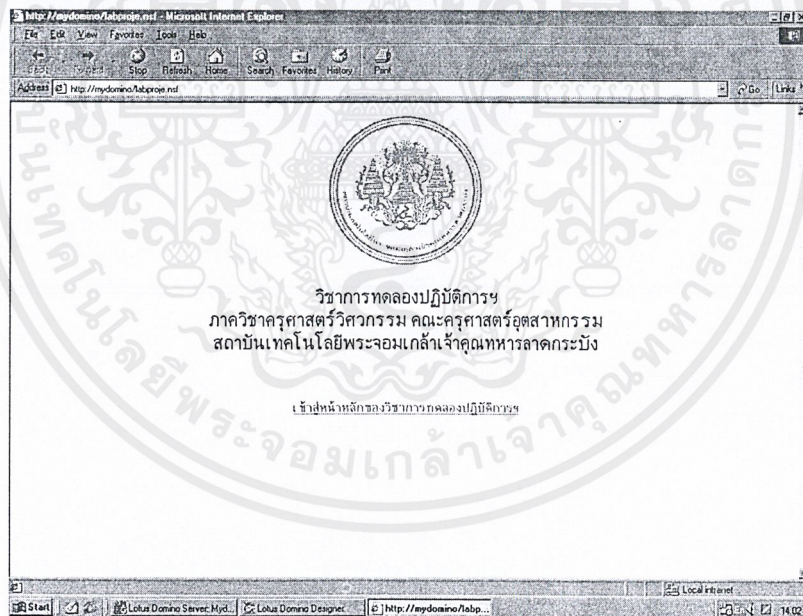 http://mydomino/labproje.nsf - Microsoft Internet Explorer
File Edit View Favorites Tools Help
Back Forward Stop Refresh Home Search Favorites History Print
Address http://mydomino/labproje.nsf Go Links
วิชาการทดลองปฏิบัติการฯ
ภาควิชาครุศาสตร์วิศวกรรม คณะครุศาสตร์อุตสาหกรรม
สถาบันเทคโนโลยีพระจอมเกล้าเจ้าคุณทหารลาดกระบัง
เข้าสู่หน้าหลักของวิชาการทดลองปฏิบัติการฯ
Local intranet
Start Lotus Domino Server: Myd... Lotus Domino Designer http://mydomino/labp... 14:02